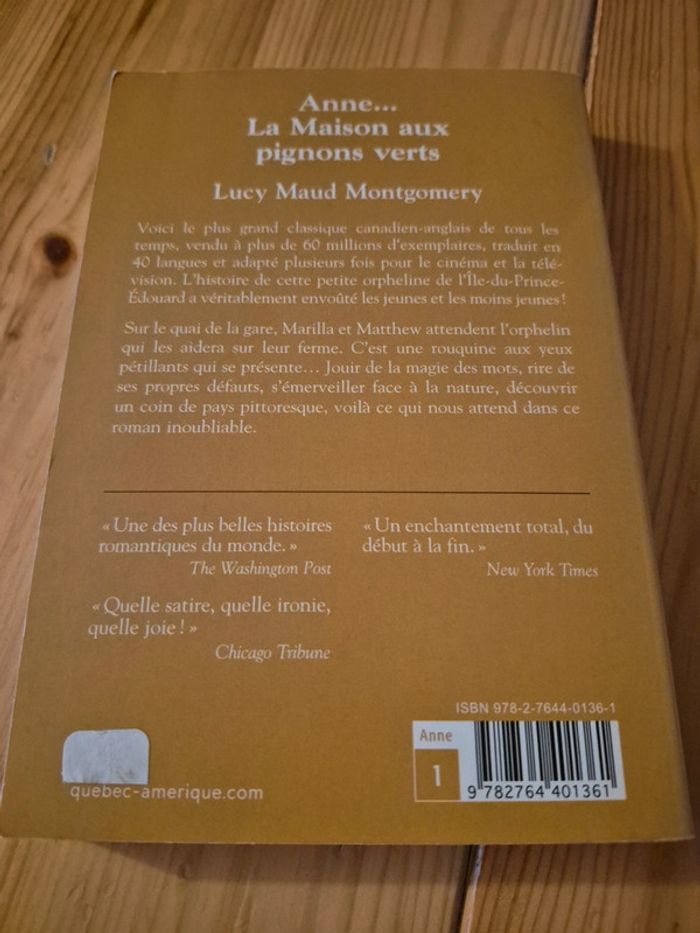 Anne...
La Maison aux
pignons verts
Lucy Maud Montgomery
Voici le plus grand classique canadien-anglais de tous les
temps, vendu à plus de 60 millions d'exemplaires, traduit en
40 langues et adapté plusieurs fois pour le cinéma et la télé-
vision. L'histoire de cette petite orpheline de l'Île-du-Prince-
Édouard a véritablement envoûté les jeunes et les moins jeunes !
Sur le quai de la gare, Marilla et Matthew attendent l'orphelin
qui les aidera sur leur ferme. C'est une rouquine aux yeux
pétillants qui se présente... Jouir de la magie des mots, rire de
ses propres défauts, s'émerveiller face à la nature, découvrir
un coin de pays pittoresque, voilà ce qui nous attend dans ce
roman inoubliable.
« Une des plus belles histoires
romantiques du monde. »
The Washington Post
« Un enchantement total, du
début à la fin. »
New York Times
« Quelle satire, quelle ironie,
quelle joie ! »
Chicago Tribune
ISBN 978-2-7644-0136-1
Anne
1
9 782764 401361
quebec-amerique.com